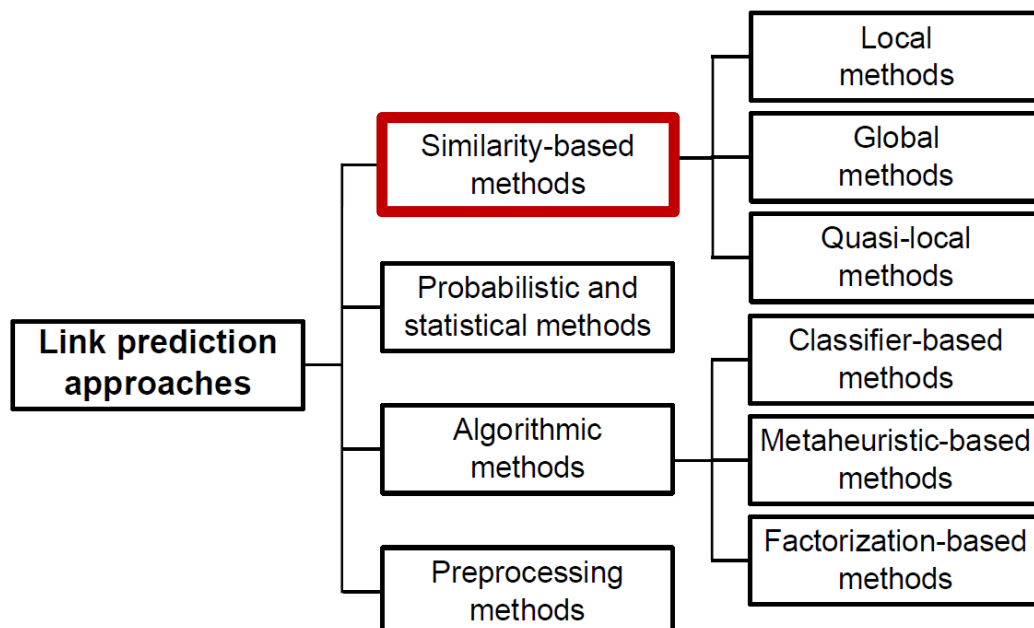 Link prediction
approaches
Similarity-based
methods
Probabilistic and
statistical methods
Algorithmic
methods
Preprocessing
methods
Local
methods
Global
methods
Quasi-local
methods
Classifier-based
methods
Metaheuristic-based
methods
Factorization-based
methods